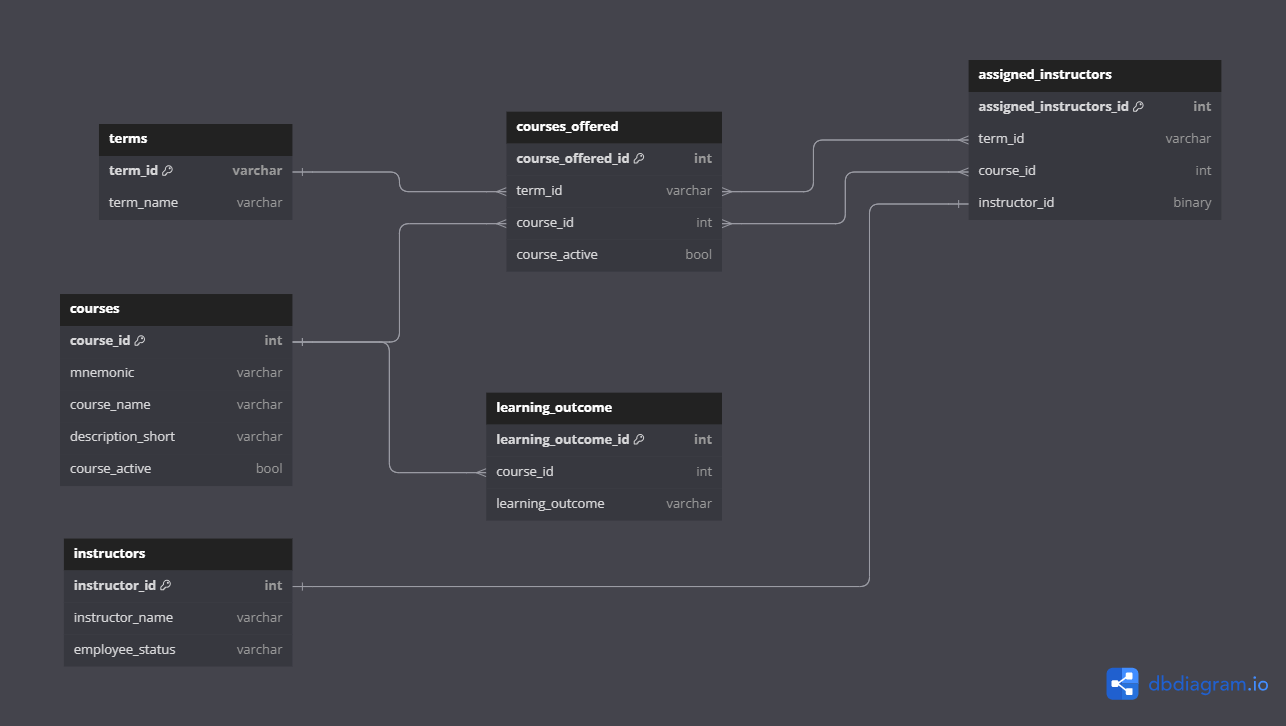 terms
term_id varchar
term_name varchar
courses
course_id int
mnemonic varchar
course_name varchar
description_short varchar
course_active bool
instructors
instructor_id int
instructor_name varchar
employee_status varchar
courses_offered
course_offered_id int
term_id varchar
course_id int
course_active bool
learning_outcome
learning_outcome_id int
course_id int
learning_outcome varchar
assigned_instructors
assigned_instructors_id int
term_id varchar
course_id int
instructor_id binary
dbdiagram.io